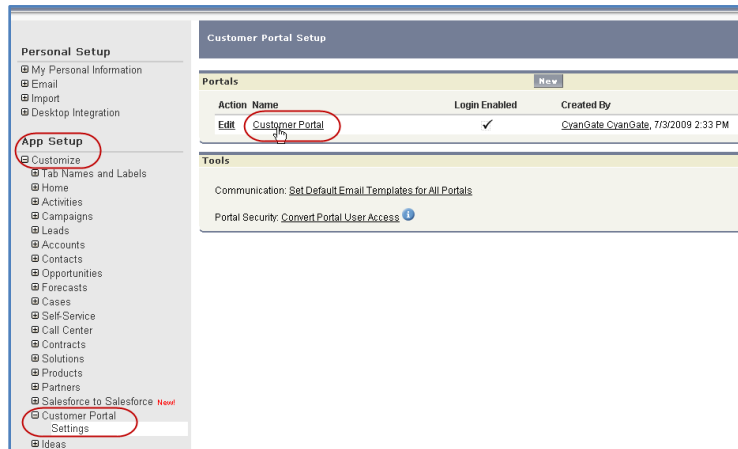 Customer Portal Setup
Personal Setup
My Personal Information
Email
Import
Desktop Integration
App Setup
Customize
Tab Names and Labels
Home
Activities
Campaigns
Leads
Accounts
Contacts
Opportunities
Forecasts
Cases
Self-Service
Call Center
Contracts
Solutions
Products
Partners
Salesforce to Salesforce New!
Customer Portal
Settings
Ideas
Portals New
Action Name Login Enabled Created By
Edit Customer Portal ✓ CyanGate CyanGate, 7/3/2009 2:33 PM
Tools
Communication: Set Default Email Templates for All Portals
Portal Security: Convert Portal User Access i